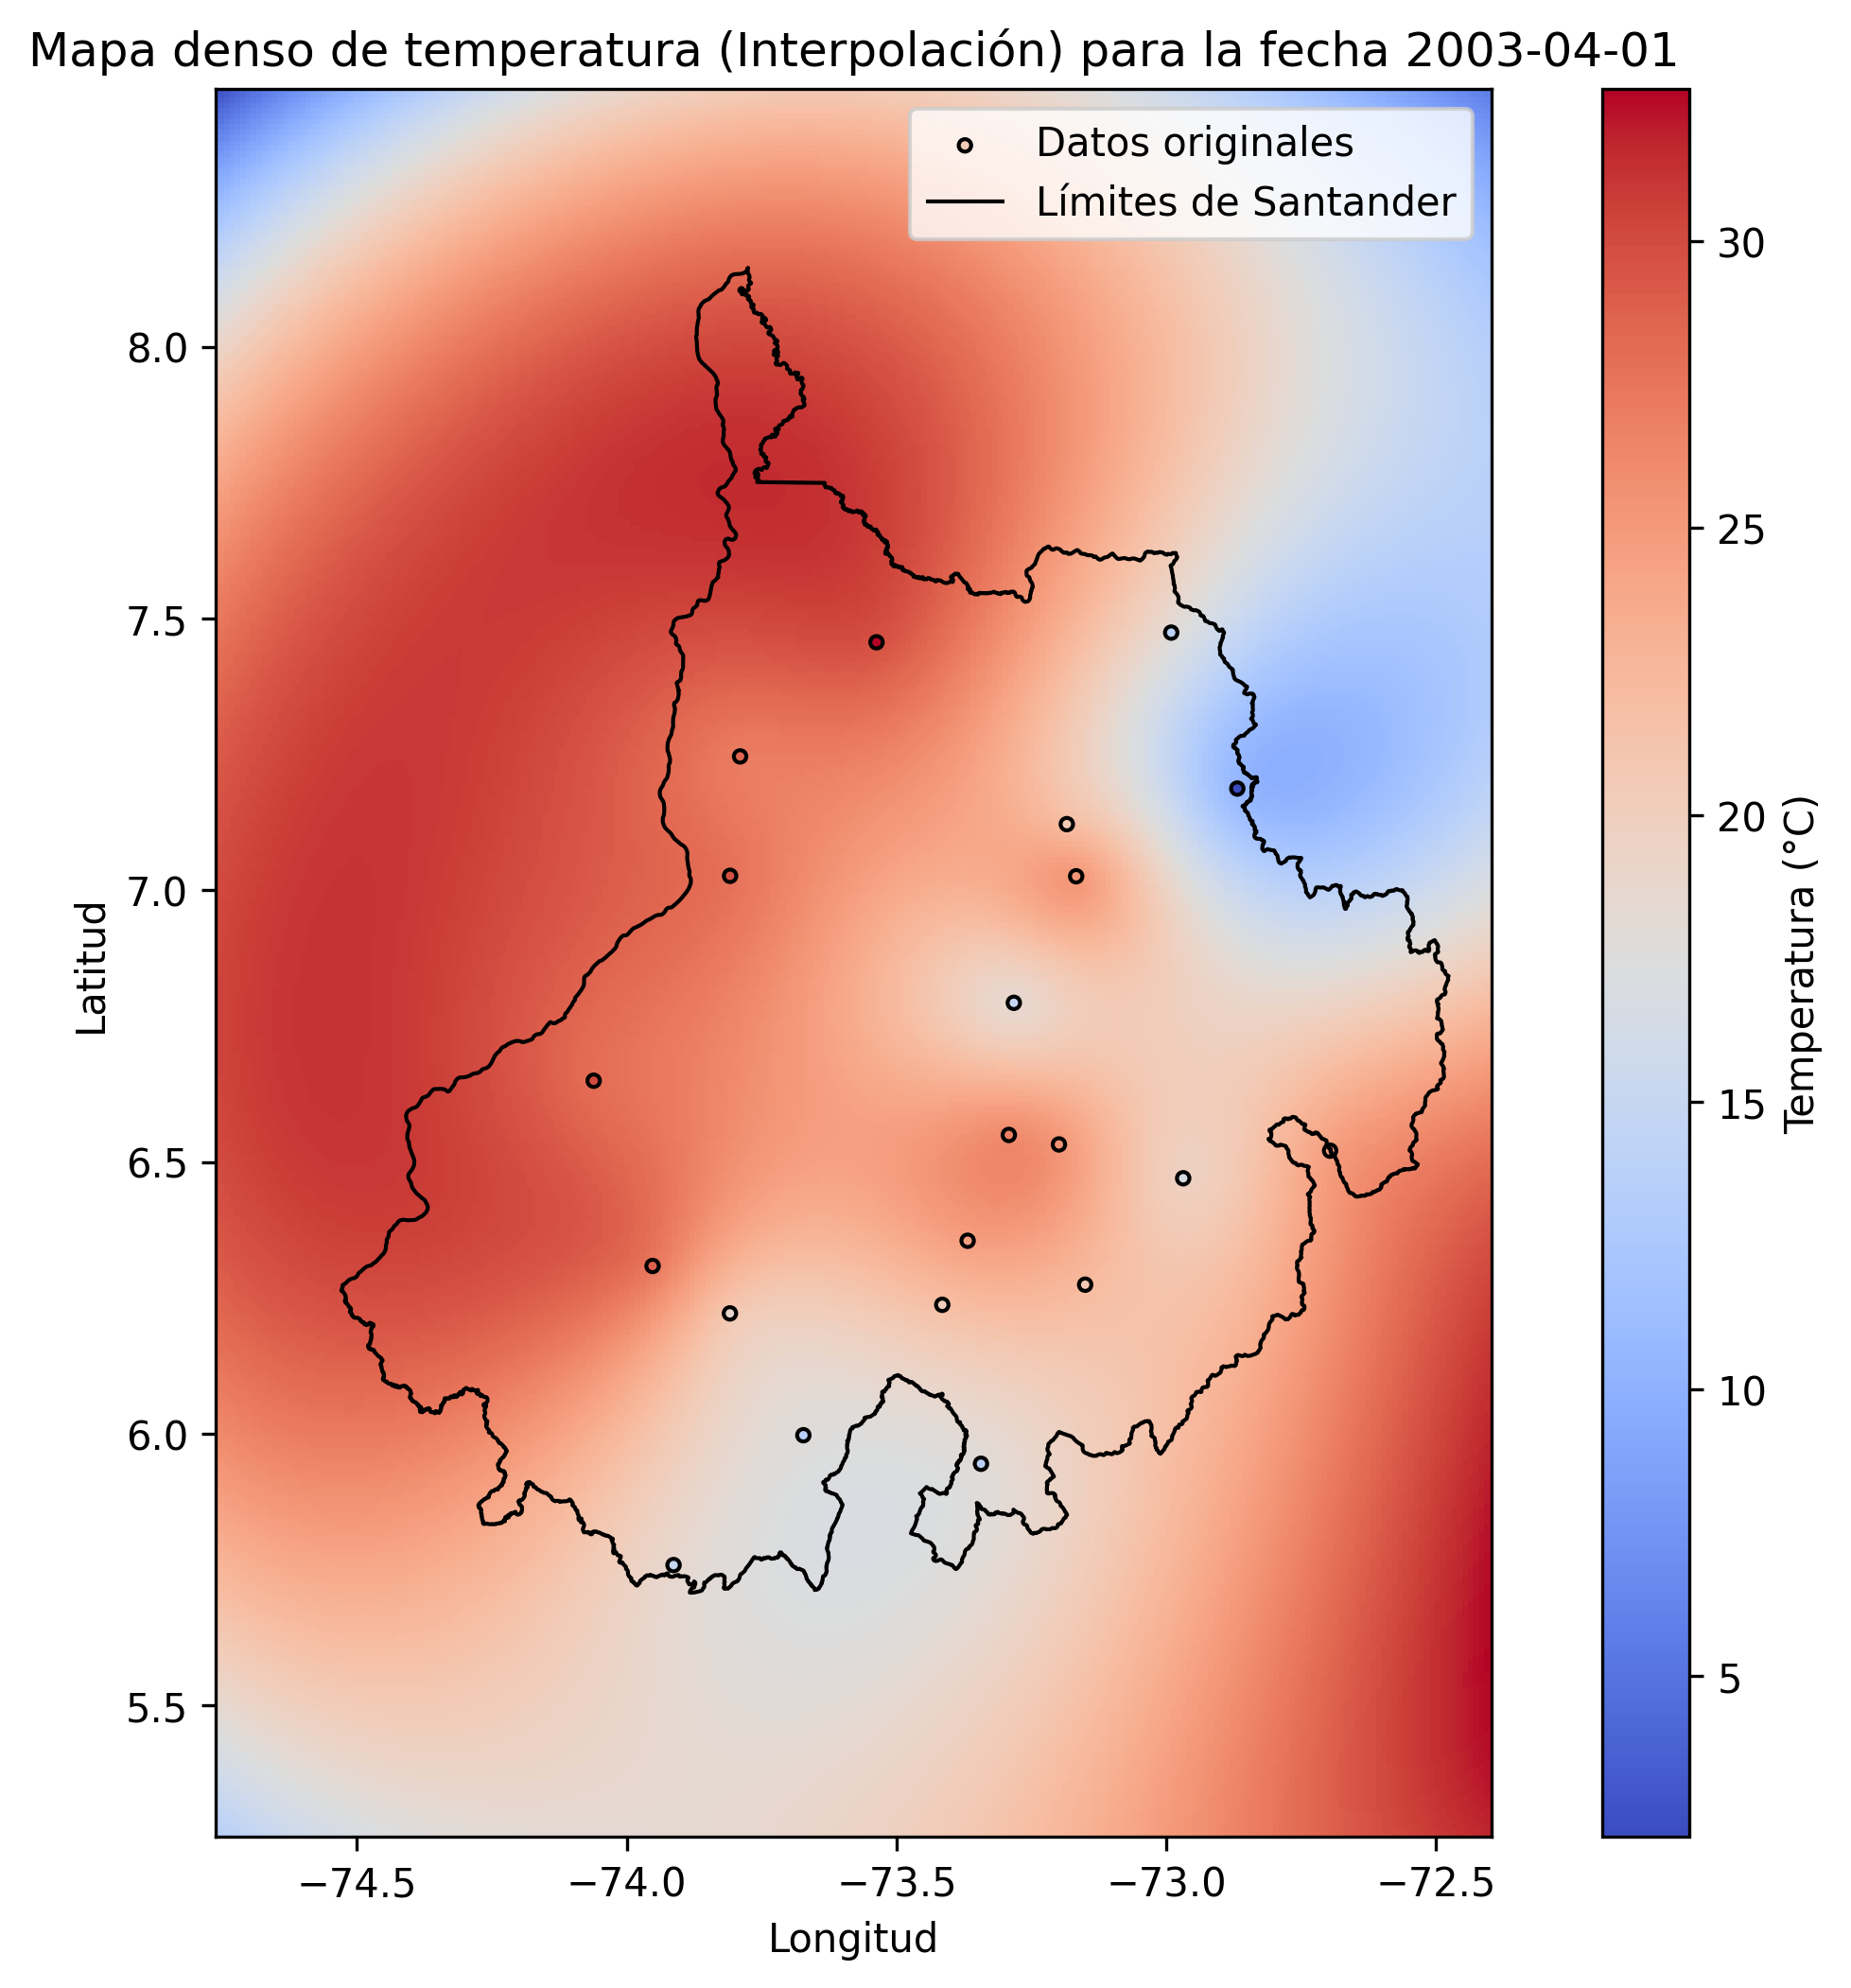 Mapa denso de temperatura (Interpolación) para la fecha 2003-04-01
Datos originales
Límites de Santander
8.0
7.5
7.0
6.5
6.0
5.5
Latitud
−74.5
−74.0
−73.5
−73.0
−72.5
Longitud
30
25
20
15
10
5
Temperatura (°C)